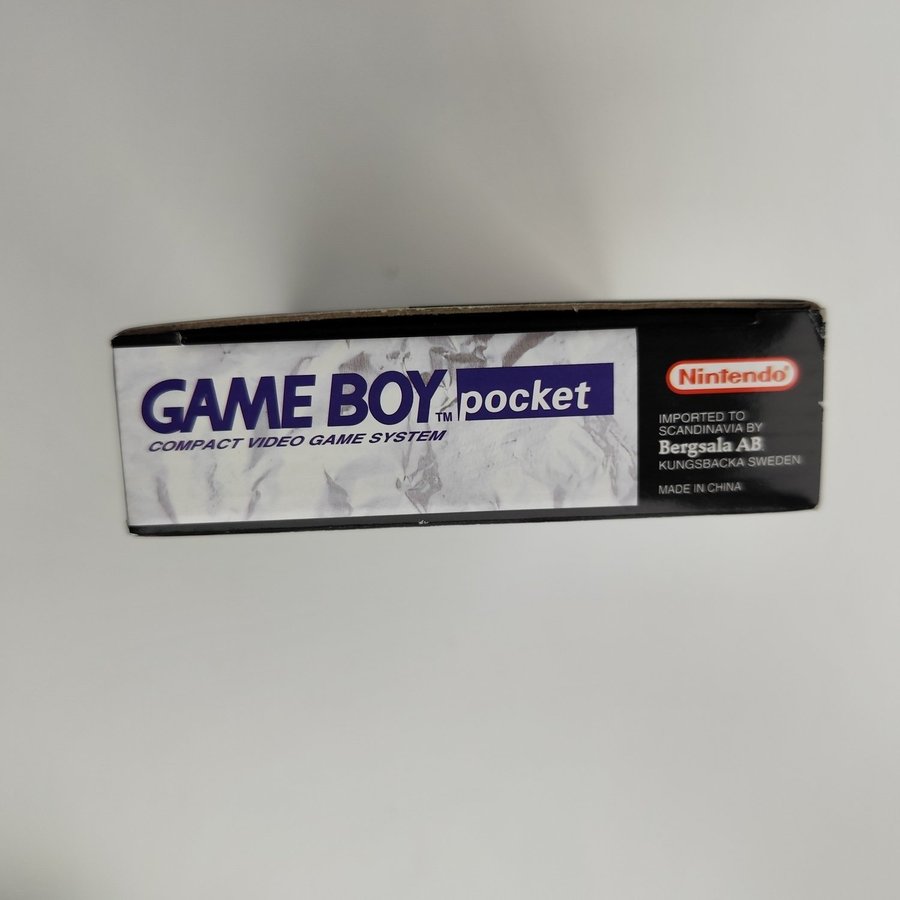 GAME BOY™ pocket
COMPACT VIDEO GAME SYSTEM
Nintendo®
IMPORTED TO
SCANDINAVIA BY
Bergsala AB
KUNGSBACKA SWEDEN
MADE IN CHINA